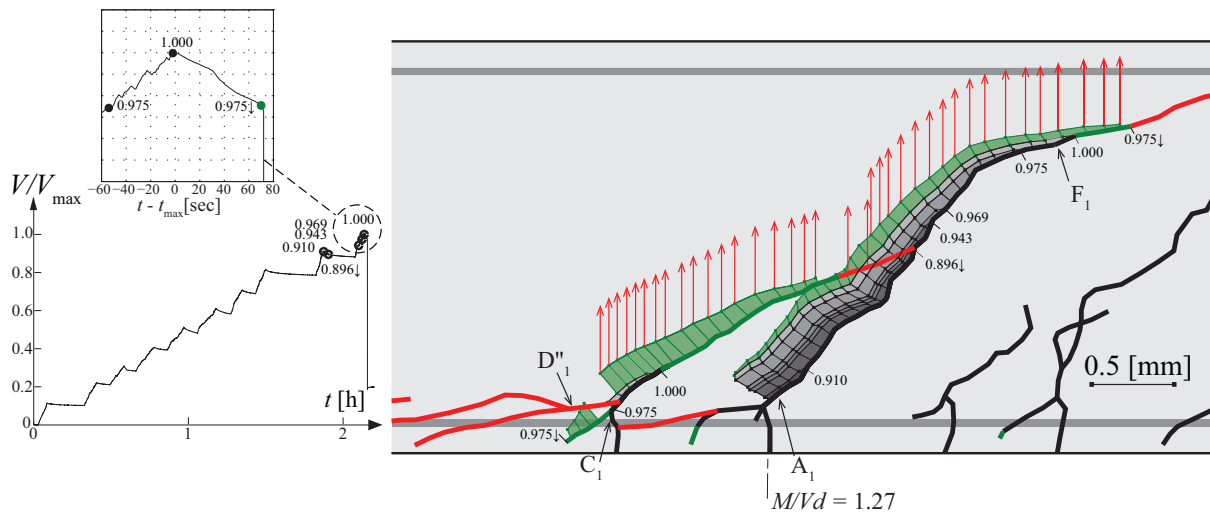 1.000
0.975
0.975↓
−60 −40 −20 0 20 40 60 80
t - tmax[sec]
V/Vmax
1.0
0.8
0.6
0.4
0.2
0
0.969
0.943
0.910
1.000
0.896↓
t [h]
0
1
2
0.975↓
1.000
0.975
F1
0.969
0.943
0.896↓
0.910
0.5 [mm]
D"1
1.000
0.975
0.975↓
C1
A1
M/Vd = 1.27